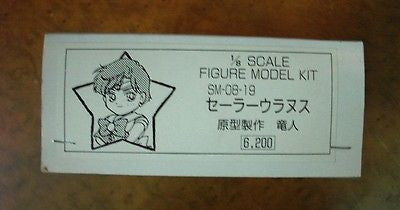 1/8 SCALE
FIGURE MODEL KIT
SM-08-19
セーラーウラヌス
原型製作 竜人
6,200